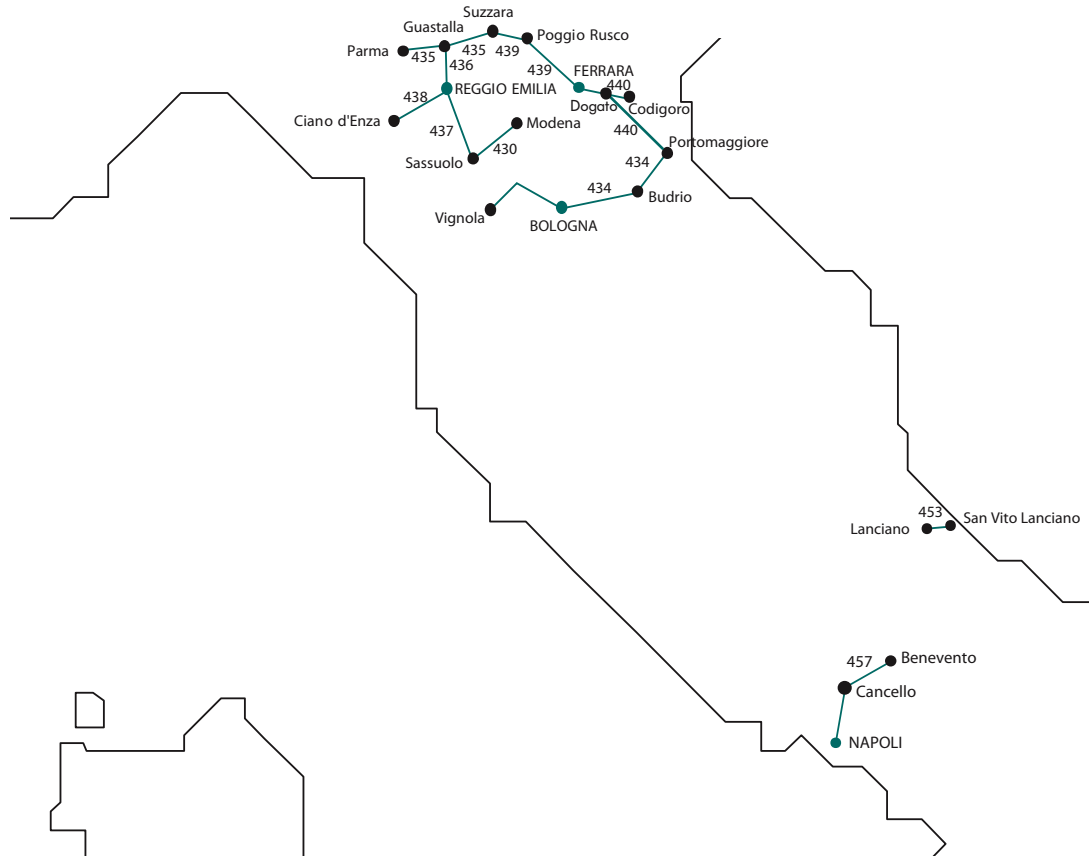 Suzzara
Guastalla
Poggio Rusco
Parma
435
435
439
436
439
FERRARA
440
REGGIO EMILIA
438
Dogato
Codigoro
Ciano d'Enza
437
Modena
440
430
Portomaggiore
Sassuolo
434
434
Budrio
Vignola
BOLOGNA
453
San Vito Lanciano
Lanciano
457
Benevento
Cancello
NAPOLI